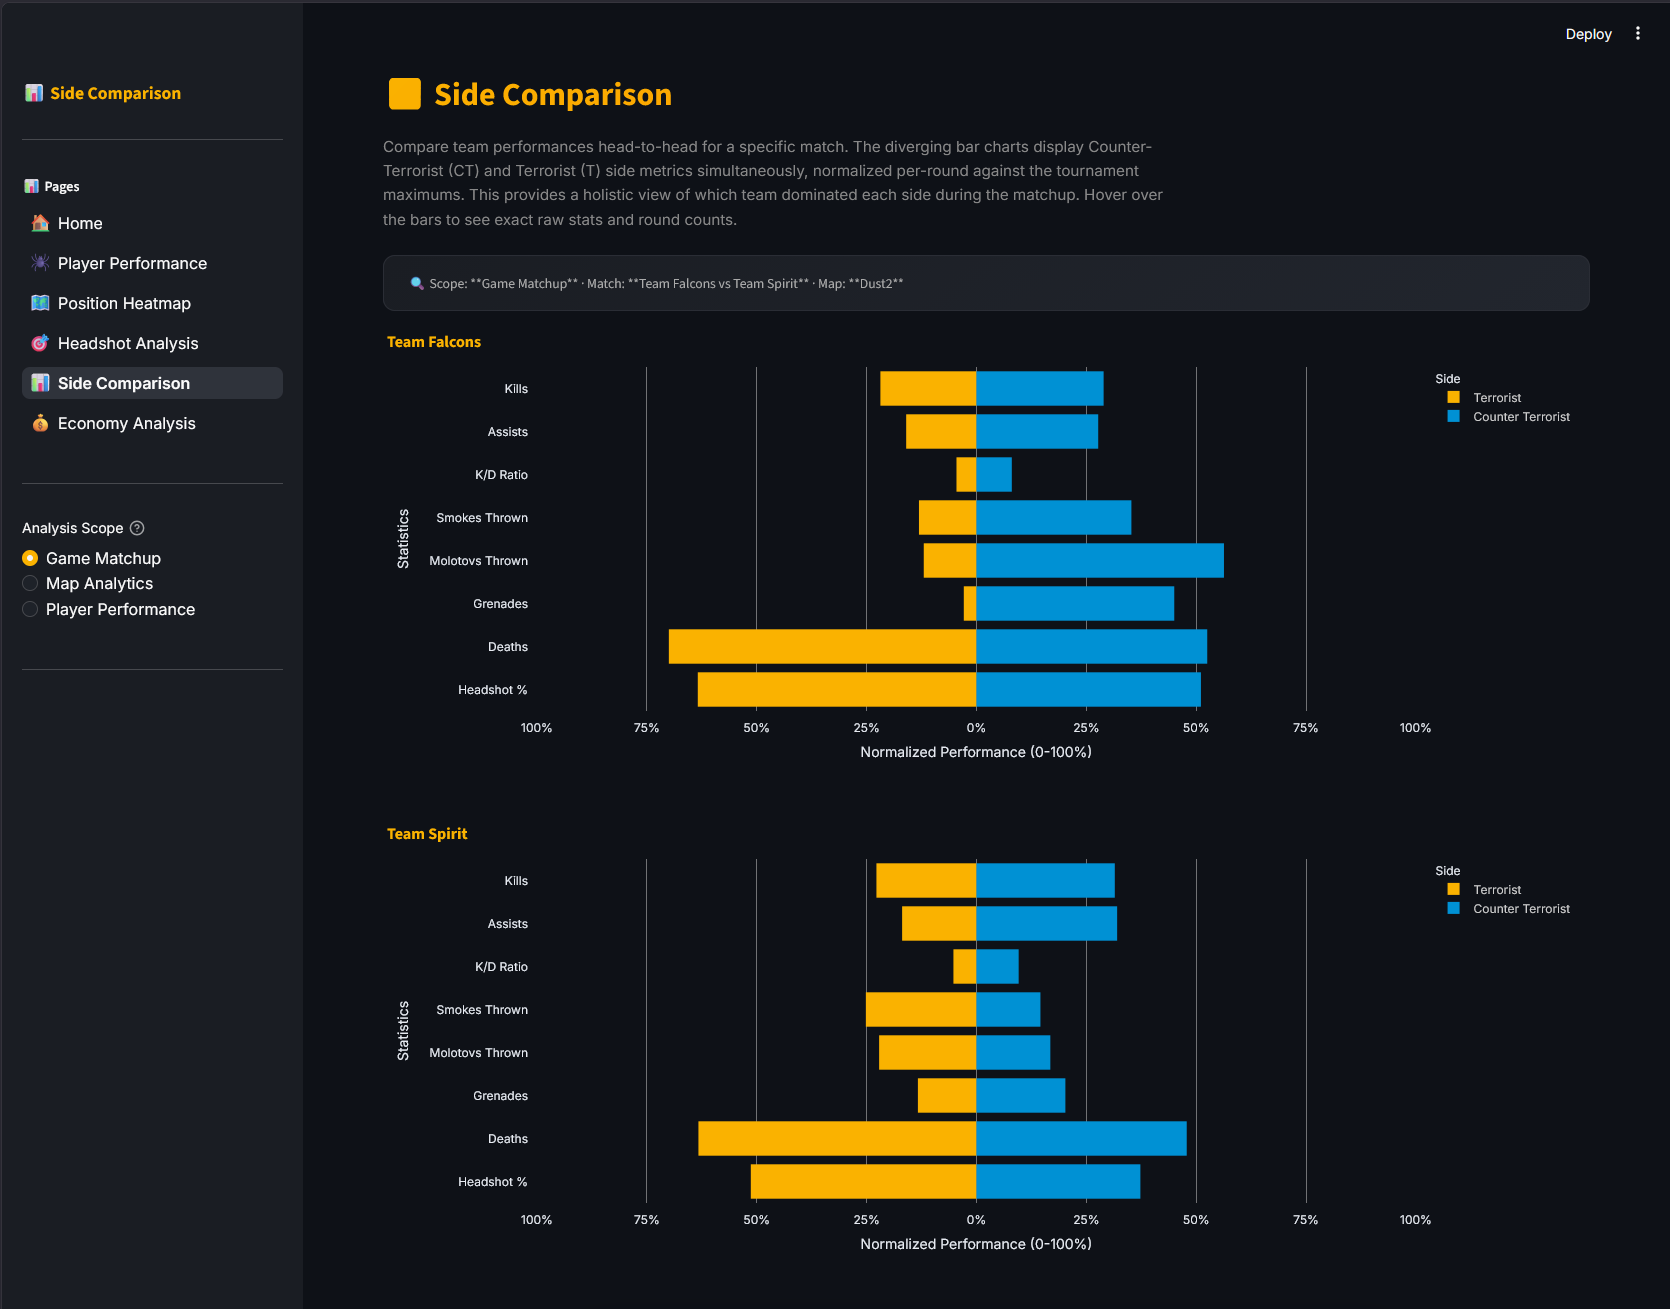 Deploy
Side Comparison
Pages
Home
Player Performance
Position Heatmap
Headshot Analysis
Side Comparison
Economy Analysis
Analysis Scope
Game Matchup
Map Analytics
Player Performance
Side Comparison
Compare team performances head-to-head for a specific match. The diverging bar charts display Counter-
Terrorist (CT) and Terrorist (T) side metrics simultaneously, normalized per-round against the tournament
maximums. This provides a holistic view of which team dominated each side during the matchup. Hover over
the bars to see exact raw stats and round counts.
Scope: **Game Matchup** · Match: **Team Falcons vs Team Spirit** · Map: **Dust2**
Team Falcons
Statistics
Kills
Assists
K/D Ratio
Smokes Thrown
Molotovs Thrown
Grenades
Deaths
Headshot %
100% 75% 50% 25% 0% 25% 50% 75% 100%
Normalized Performance (0-100%)
Side
Terrorist
Counter Terrorist
Team Spirit
Statistics
Kills
Assists
K/D Ratio
Smokes Thrown
Molotovs Thrown
Grenades
Deaths
Headshot %
100% 75% 50% 25% 0% 25% 50% 75% 100%
Normalized Performance (0-100%)
Side
Terrorist
Counter Terrorist